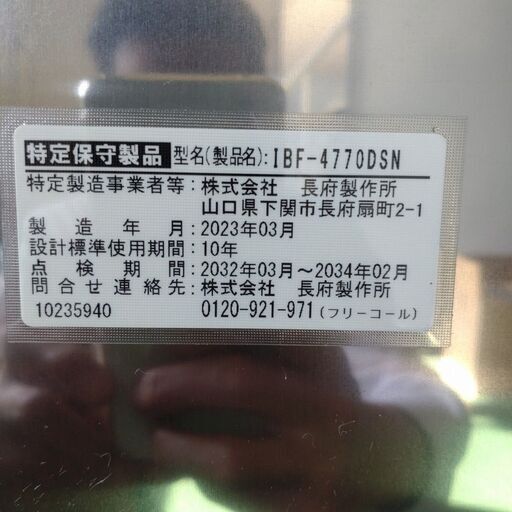 特定保守製品 型名(製品名):IBF-4770DSN
特定製造事業者等:株式会社 長府製作所
山口県下関市長府扇町2-1
製造年月:2023年03月
設計標準使用期間:10年
点検期間:2032年03月～2034年02月
問合せ連絡先:株式会社 長府製作所
10235940 0120-921-971(フリーコール)